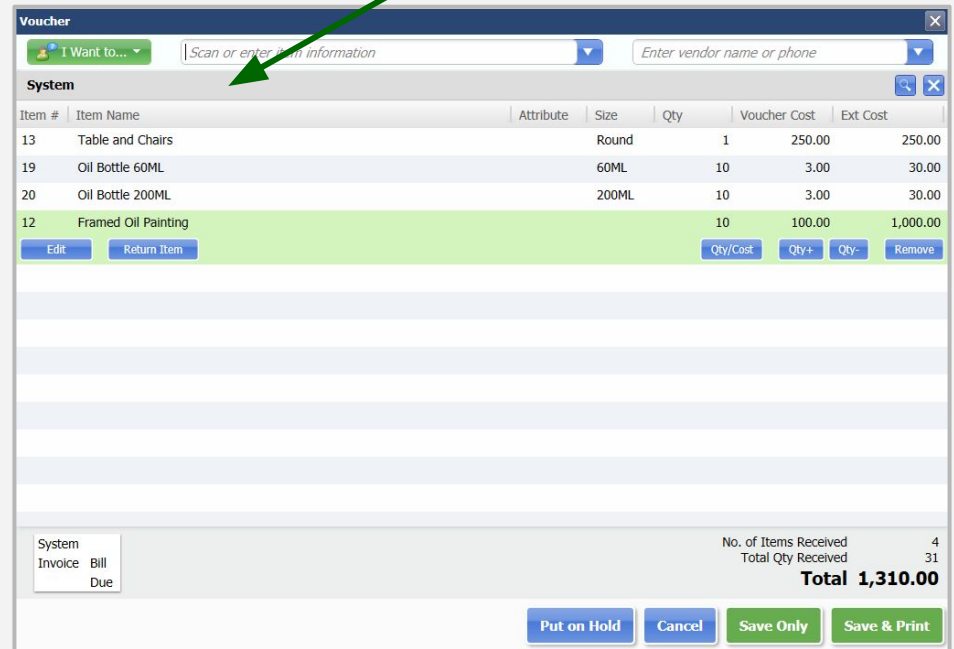 Voucher
I Want to...
Scan or enter item information
Enter vendor name or phone
System
Item # Item Name Attribute Size Qty Voucher Cost Ext Cost
13 Table and Chairs Round 1 250.00 250.00
19 Oil Bottle 60ML 60ML 10 3.00 30.00
20 Oil Bottle 200ML 200ML 10 3.00 30.00
12 Framed Oil Painting 10 100.00 1,000.00
Edit Return Item Qty/Cost Qty+ Qty- Remove
System
Invoice Bill
Due
No. of Items Received 4
Total Qty Received 31
Total 1,310.00
Put on Hold Cancel Save Only Save & Print